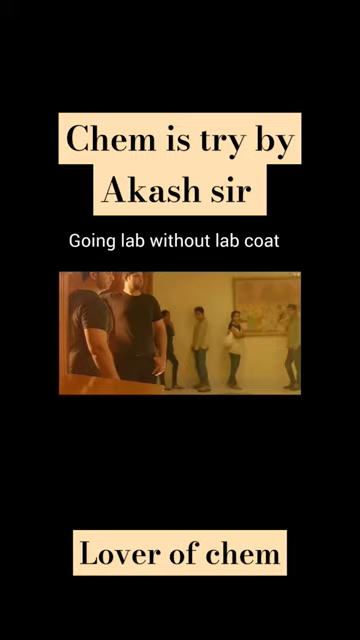 Chem is try by
Akash sir
Going lab without lab coat
Lover of chem